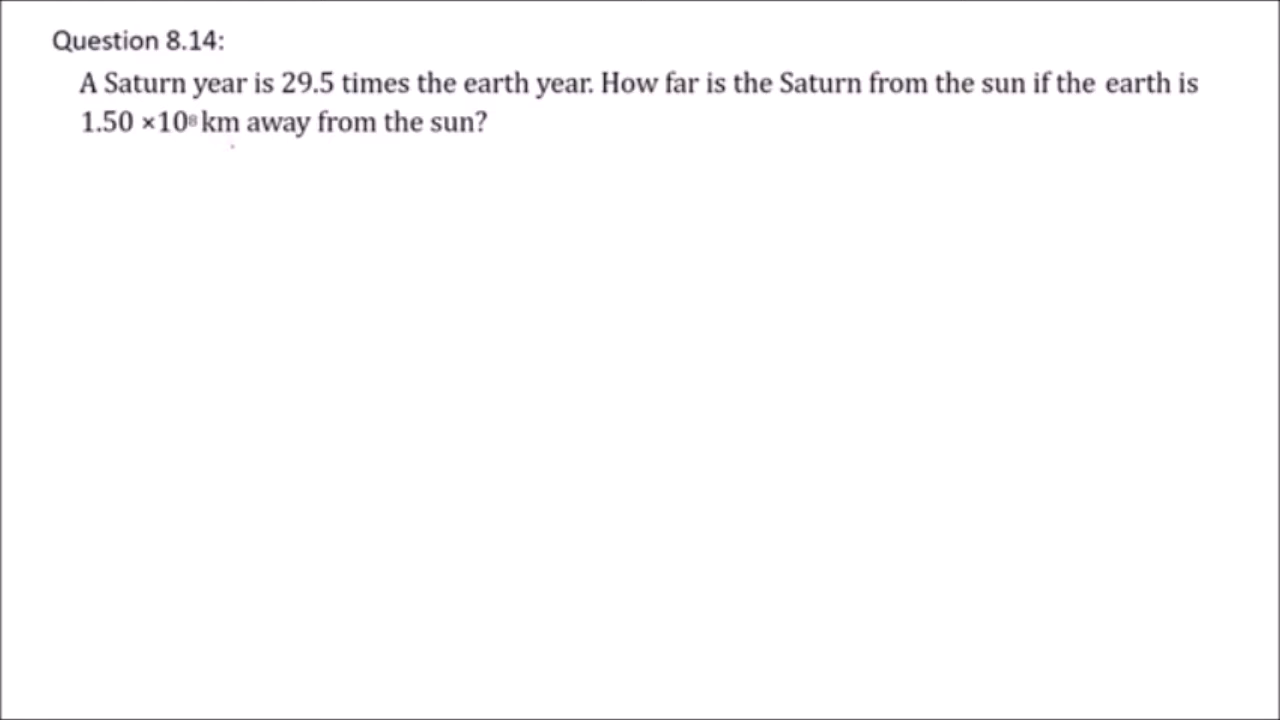 Question 8.14:
A Saturn year is 29.5 times the earth year. How far is the Saturn from the sun if the earth is
1.50 ×10⁸ km away from the sun?